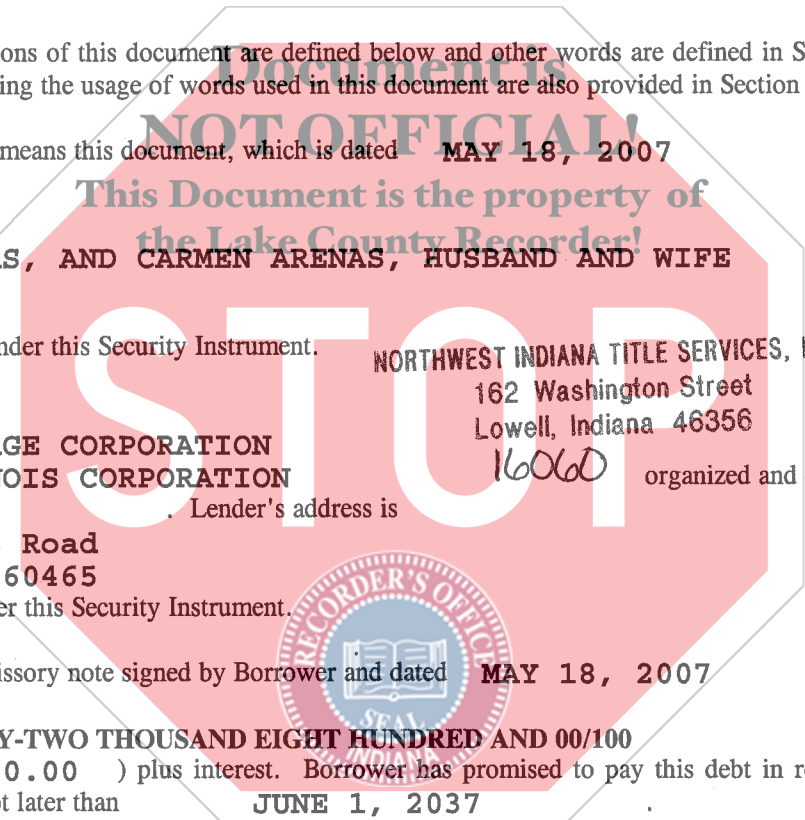 ons of this document are defined below and other words are defined in S
ing the usage of words used in this document are also provided in Section
Document is
NOT OFFICIAL!
means this document, which is dated MAY 18, 2007
This Document is the property of
the Lake County Recorder!
S, AND CARMEN ARENAS, HUSBAND AND WIFE
STOP
nder this Security Instrument.
NORTHWEST INDIANA TITLE SERVICES, I
162 Washington Street
Lowell, Indiana 46356
16060
GE CORPORATION
OIS CORPORATION
organized and
. Lender's address is
Road
60465
er this Security Instrument.
RECORDER'S OFFICE
SEAL
INDIANA
issory note signed by Borrower and dated MAY 18, 2007
Y-TWO THOUSAND EIGHT HUNDRED AND 00/100
0.00 ) plus interest. Borrower has promised to pay this debt in r
ot later than JUNE 1, 2037 .